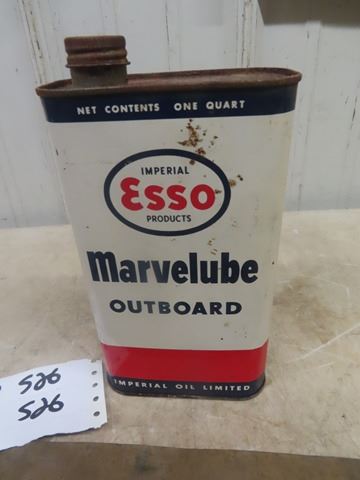 NET CONTENTS ONE QUART
IMPERIAL
Esso
PRODUCTS
Marvelube
OUTBOARD
IMPERIAL OIL LIMITED
526
526